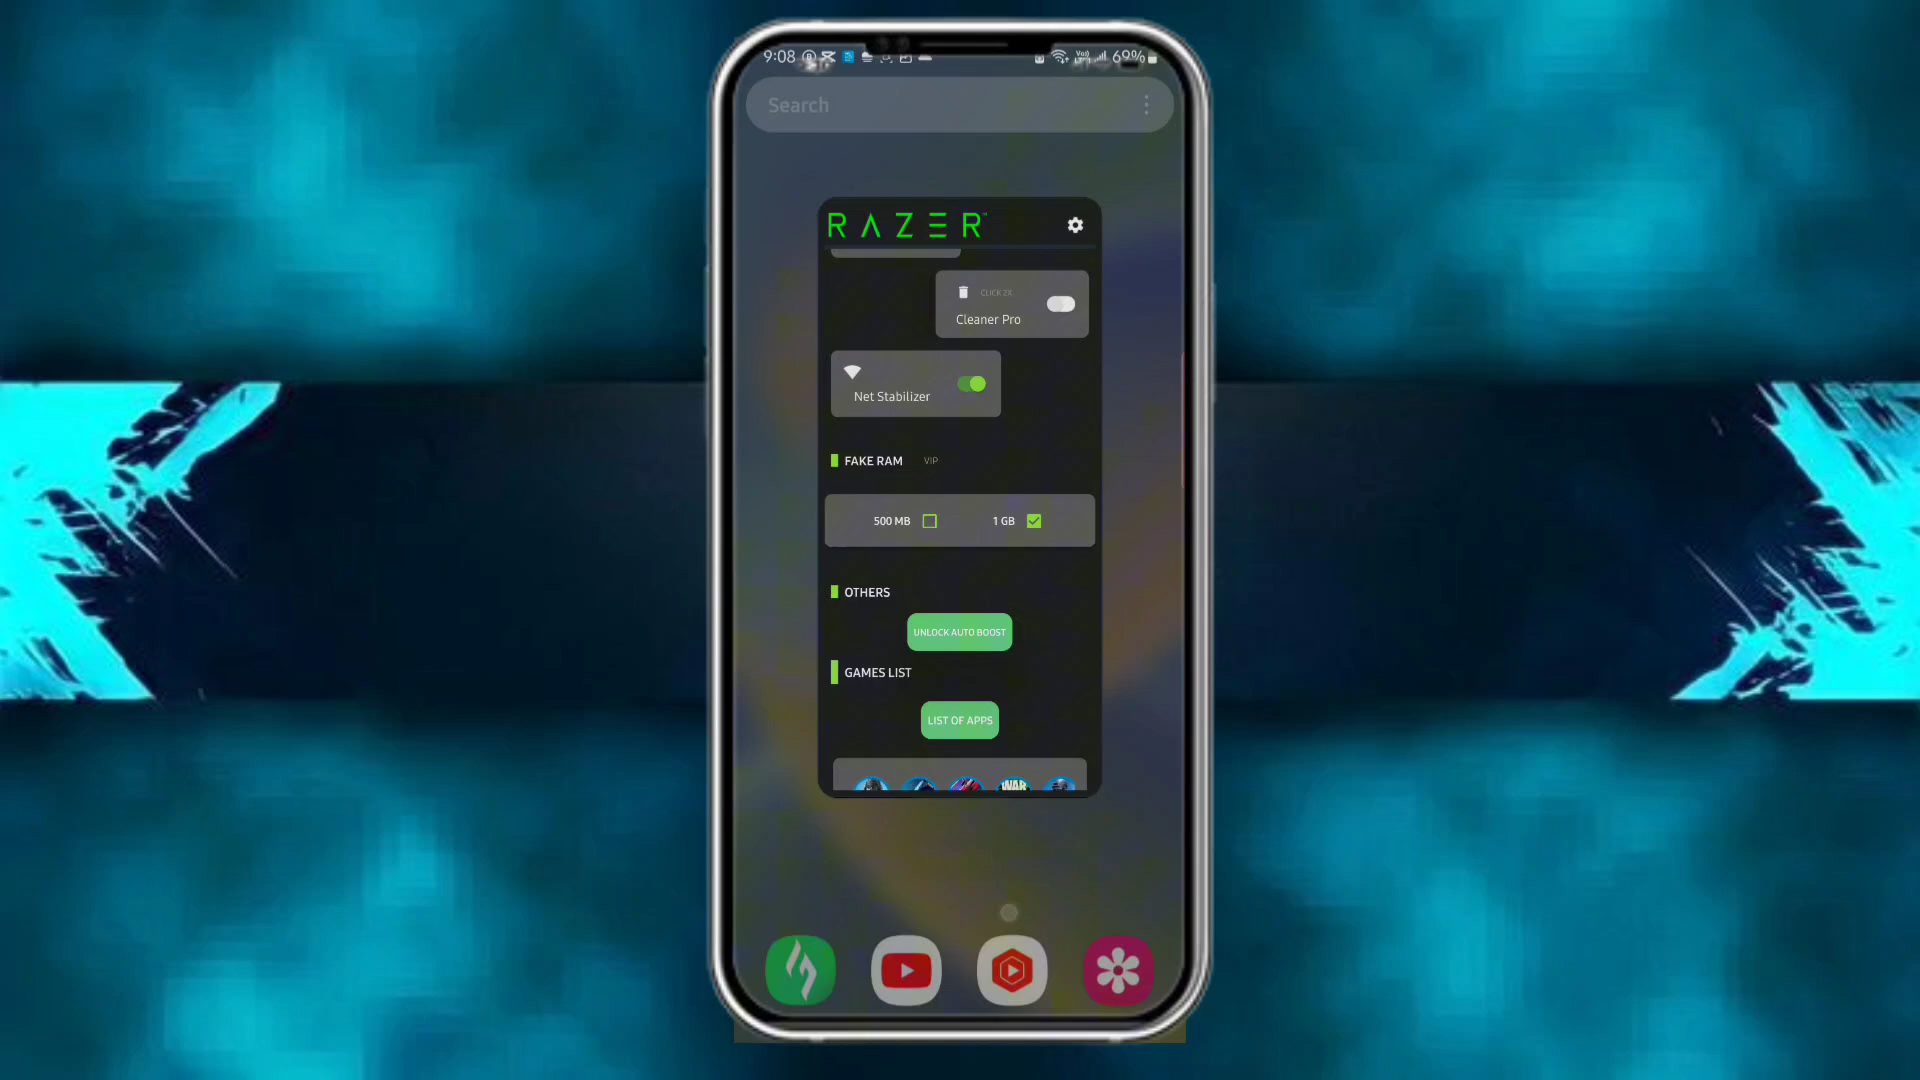 9:08
69%
Search
RAZER
CLICK 2X
Cleaner Pro
Net Stabilizer
FAKE RAM VIP
500 MB 1 GB
OTHERS
UNLOCK AUTO BOOST
GAMES LIST
LIST OF APPS
WAR